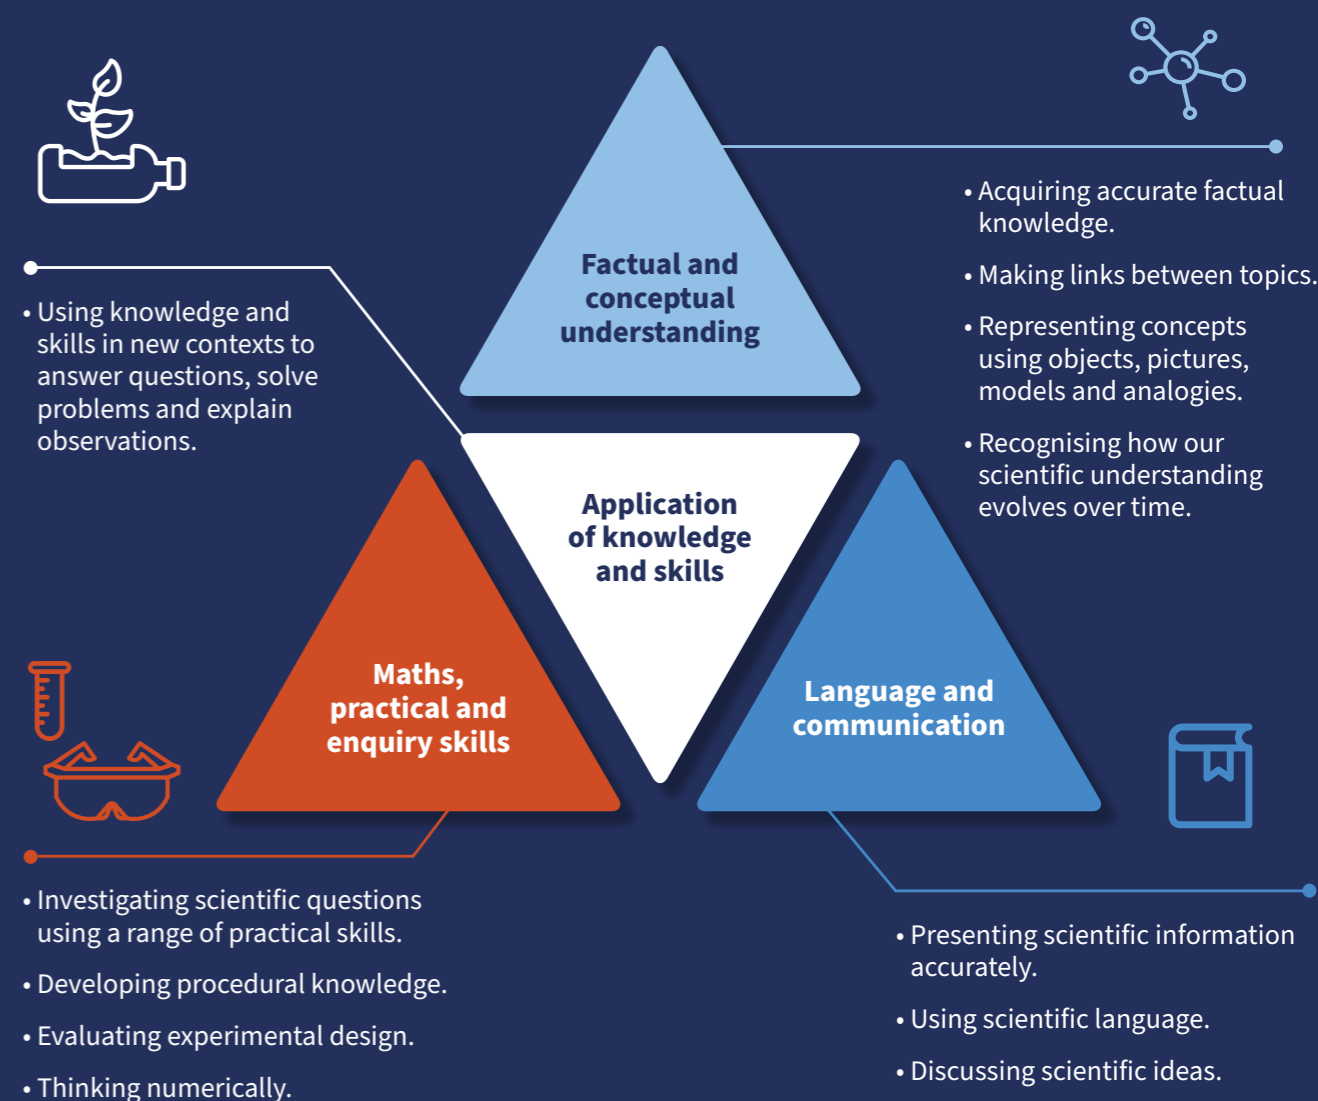 Factual and
conceptual
understanding
• Acquiring accurate factual
knowledge.
• Making links between topics.
• Representing concepts
using objects, pictures,
models and analogies.
• Recognising how our
scientific understanding
evolves over time.
• Using knowledge and
skills in new contexts to
answer questions, solve
problems and explain
observations.
Application
of knowledge
and skills
Maths,
practical and
enquiry skills
Language and
communication
• Investigating scientific questions
using a range of practical skills.
• Developing procedural knowledge.
• Evaluating experimental design.
• Thinking numerically.
• Presenting scientific information
accurately.
• Using scientific language.
• Discussing scientific ideas.